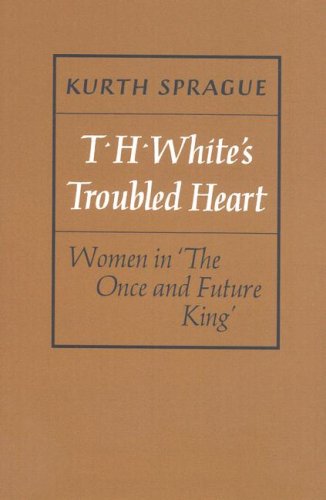 KURTH SPRAGUE
T·H·White's
Troubled Heart
Women in 'The
Once and Future
King'